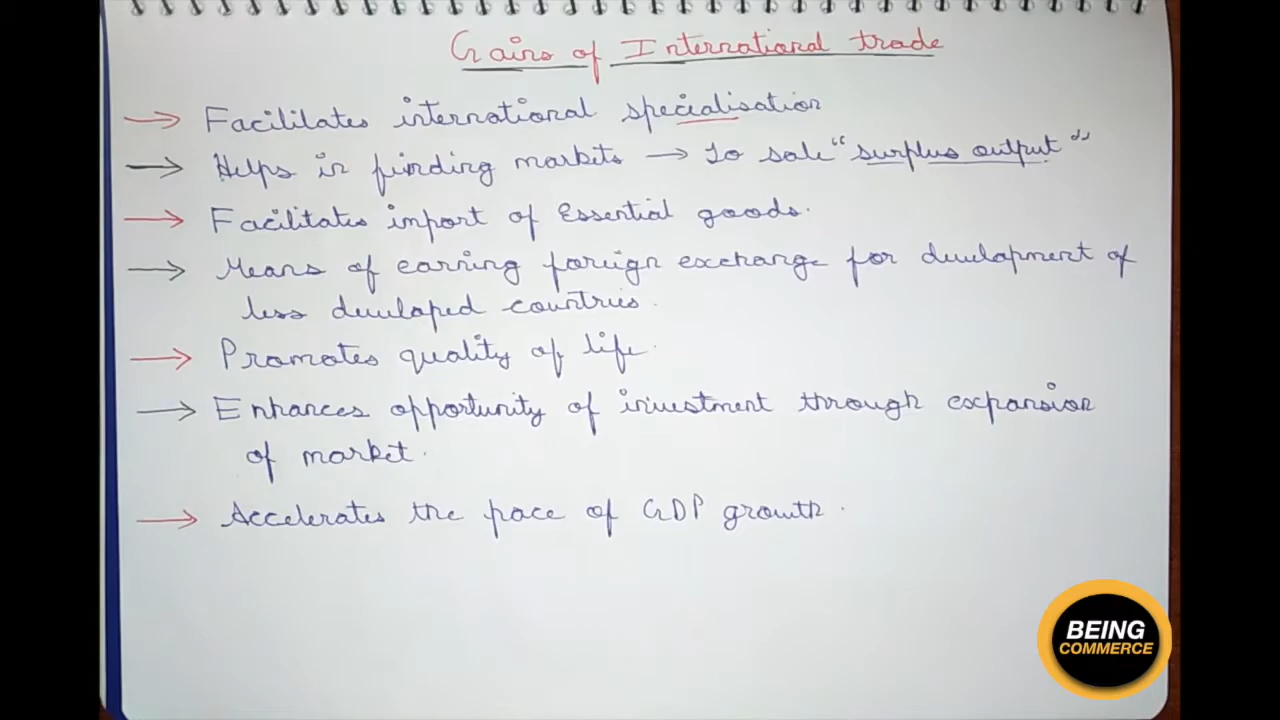 Gains of International trade
→ Facilitates international specialisation
→ Helps in finding markets → To sale "surplus output"
→ Facilitates import of Essential goods.
→ Means of earning foreign exchange for development of
less developed countries.
→ Promotes quality of life.
→ Enhances opportunity of investment through expansion
of market.
→ Accelerates the pace of GDP growth.
BEING
COMMERCE